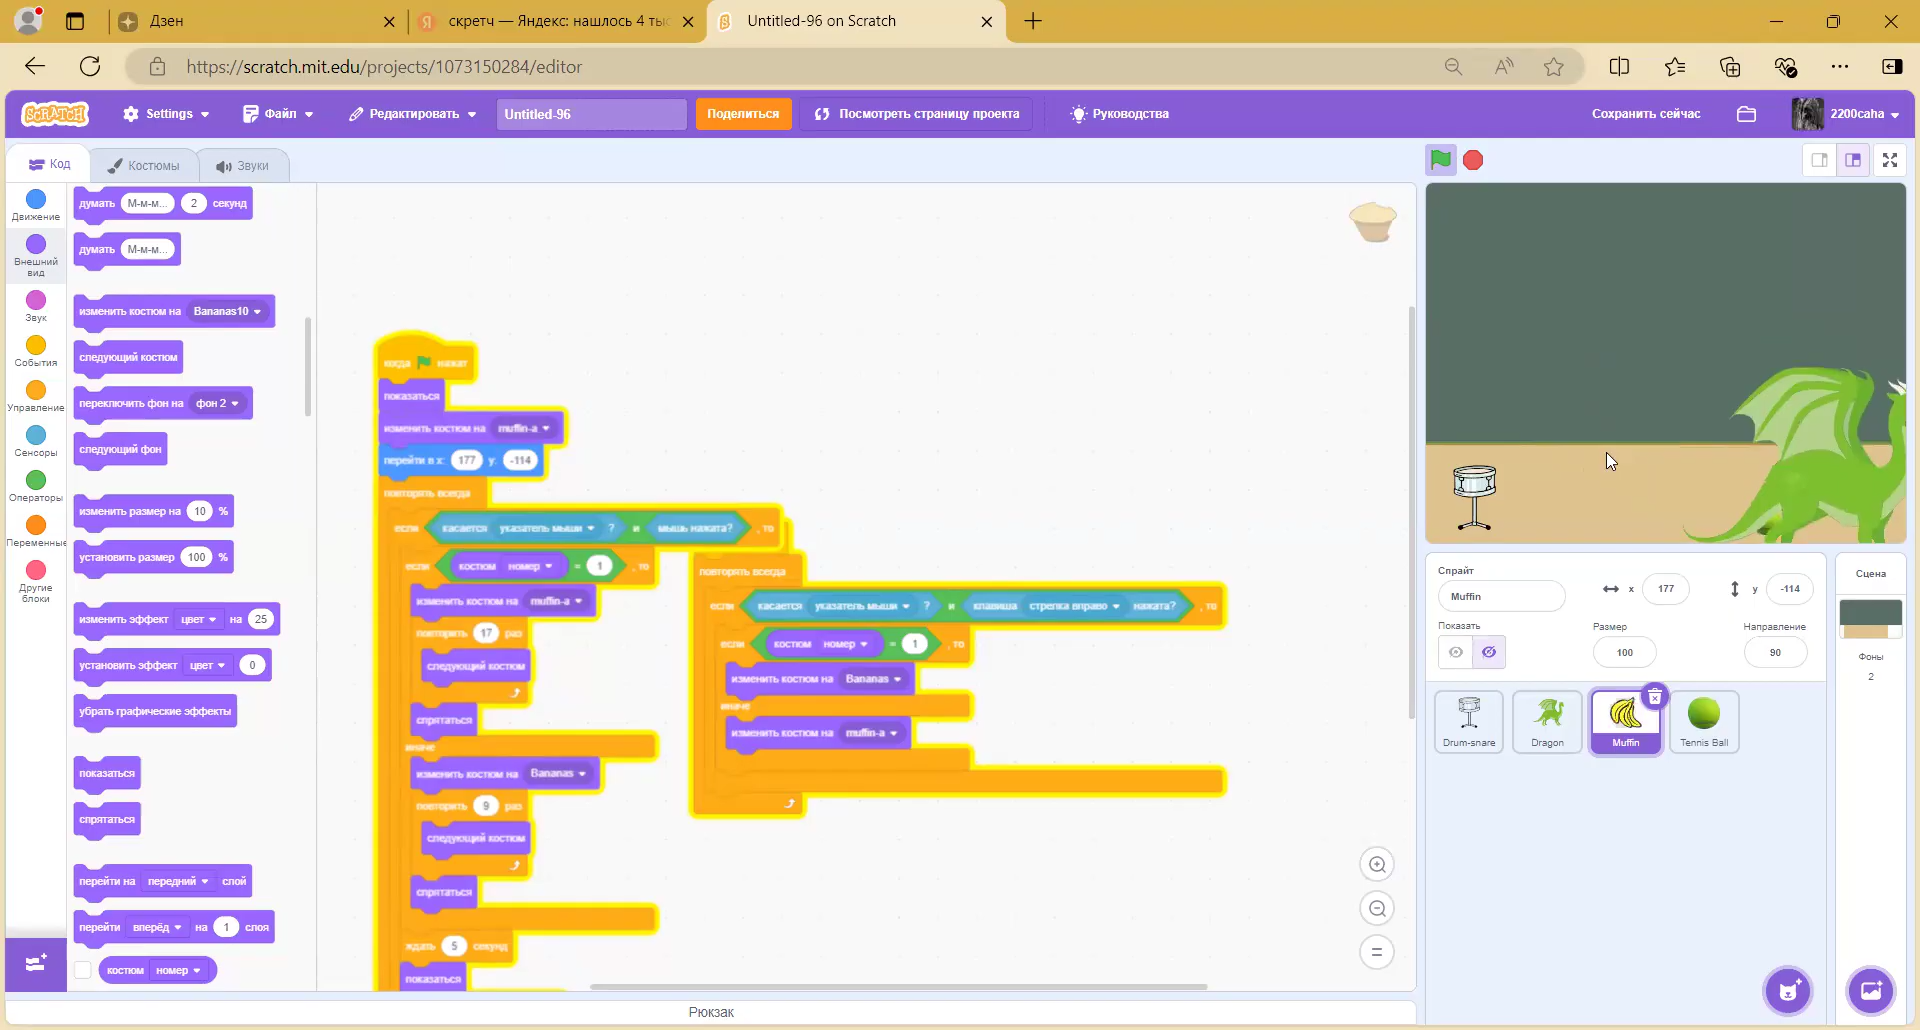 Дзен
скретч — Яндекс: нашлось 4 тыс
Untitled-96 on Scratch
https://scratch.mit.edu/projects/1073150284/editor
SCRATCH
Settings
Файл
Редактировать
Untitled-96
Поделиться
Посмотреть страницу проекта
Руководства
Сохранить сейчас
2200caha
Код
Костюмы
Звуки
Движение
Внешний
вид
Звук
События
Управление
Сенсоры
Операторы
Переменные
Другие
блоки
думать М-м-м... 2 секунд
думать М-м-м...
изменить костюм на Bananas10
следующий костюм
переключить фон на фон 2
следующий фон
изменить размер на 10 %
установить размер 100 %
изменить эффект цвет на 25
установить эффект цвет 0
убрать графические эффекты
показаться
спрятаться
перейти на передний слой
перейти вперёд на 1 слоя
костюм номер
когда нажат
показаться
изменить костюм на muffin-a
перейти в x: 177 y: -114
повторять всегда
если касается указатель мыши ? и мышь нажата? , то
если костюм номер = 1 , то
изменить костюм на muffin-a
повторить 17 раз
следующий костюм
спрятаться
иначе
изменить костюм на Bananas
повторить 9 раз
следующий костюм
спрятаться
ждать 5 секунд
показаться
повторять всегда
если касается указатель мыши ? и клавиша стрелка вправо нажата? , то
если костюм номер = 1 , то
изменить костюм на Bananas
иначе
изменить костюм на muffin-a
Рюкзак
Спрайт
Muffin
x 177
y -114
Показать
Размер
100
Направление
90
Drum-snare
Dragon
Muffin
Tennis Ball
Сцена
Фоны
2